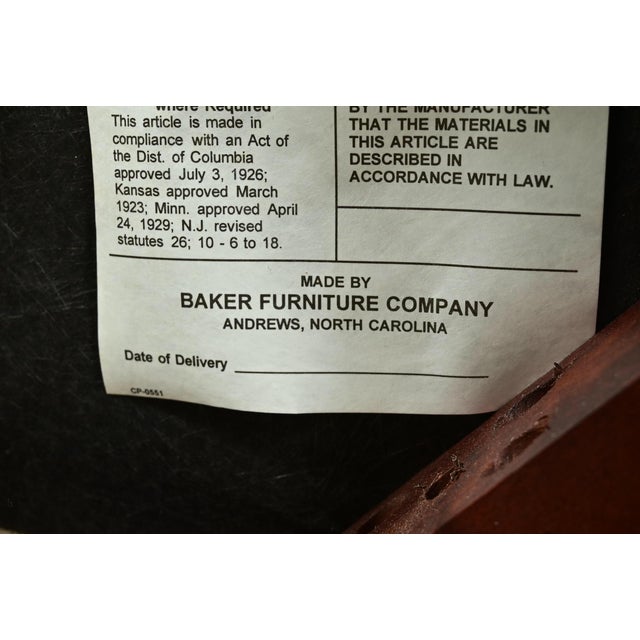 where Required
This article is made in
compliance with an Act of
the Dist. of Columbia
approved July 3, 1926;
Kansas approved March
1923; Minn. approved April
24, 1929; N.J. revised
statutes 26; 10 - 6 to 18.
BY THE MANUFACTURER
THAT THE MATERIALS IN
THIS ARTICLE ARE
DESCRIBED IN
ACCORDANCE WITH LAW.
MADE BY
BAKER FURNITURE COMPANY
ANDREWS, NORTH CAROLINA
Date of Delivery
CP-0551